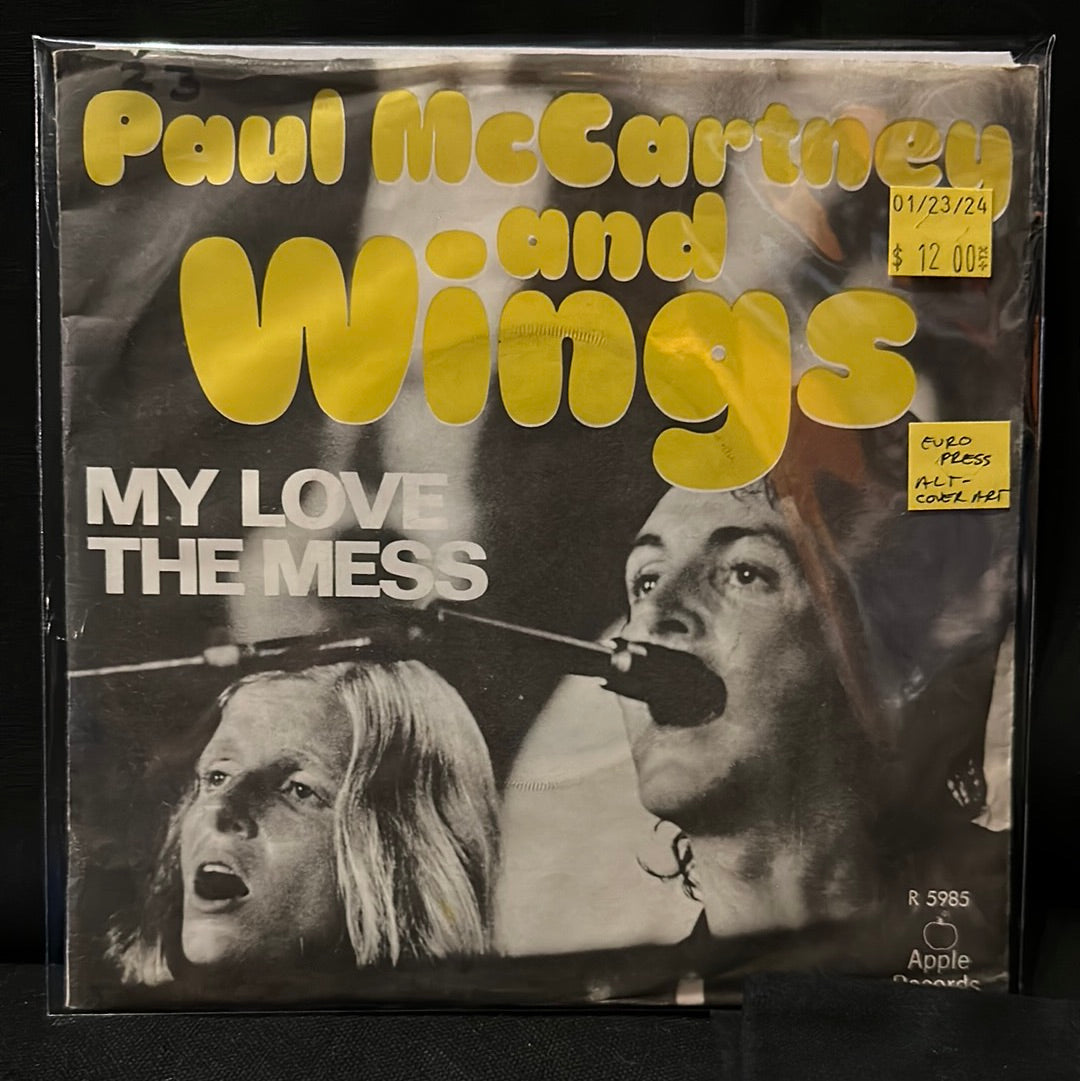 23
Paul McCartney
and
Wings
01/23/24
$ 12 00
MY LOVE
THE MESS
EURO
PRESS
ALT-
COVER ART
R 5985
Apple
Records